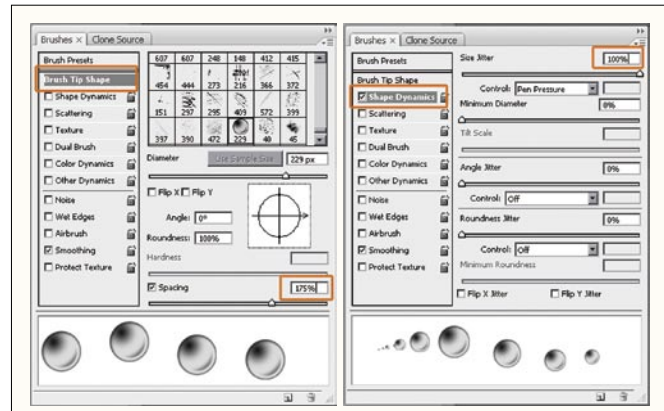 Brushes × Clone Source
Brush Presets
Brush Tip Shape
Shape Dynamics
Scattering
Texture
Dual Brush
Color Dynamics
Other Dynamics
Noise
Wet Edges
Airbrush
Smoothing
Protect Texture
607 607 248 148 412 415
454 444 273 216 366 372
151 297 295 409 572 399
397 390 472 229 40 45
Diameter Use Sample Size 229 px
Flip X Flip Y
Angle: 0°
Roundness: 100%
Hardness
Spacing 175%
Brushes × Clone Source
Brush Presets
Brush Tip Shape
Shape Dynamics
Scattering
Texture
Dual Brush
Color Dynamics
Other Dynamics
Noise
Wet Edges
Airbrush
Smoothing
Protect Texture
Size Jitter 100%
Control: Pen Pressure
Minimum Diameter 0%
Tilt Scale
Angle Jitter 0%
Control: Off
Roundness Jitter 0%
Control: Off
Minimum Roundness
Flip X Jitter Flip Y Jitter